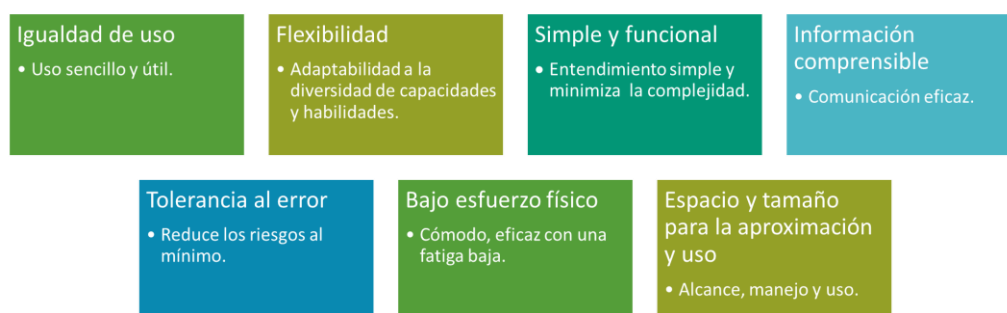 Igualdad de uso
• Uso sencillo y útil.
Flexibilidad
• Adaptabilidad a la
diversidad de capacidades
y habilidades.
Simple y funcional
• Entendimiento simple y
minimiza la complejidad.
Información
comprensible
• Comunicación eficaz.
Tolerancia al error
• Reduce los riesgos al
mínimo.
Bajo esfuerzo físico
• Cómodo, eficaz con una
fatiga baja.
Espacio y tamaño
para la aproximación
y uso
• Alcance, manejo y uso.